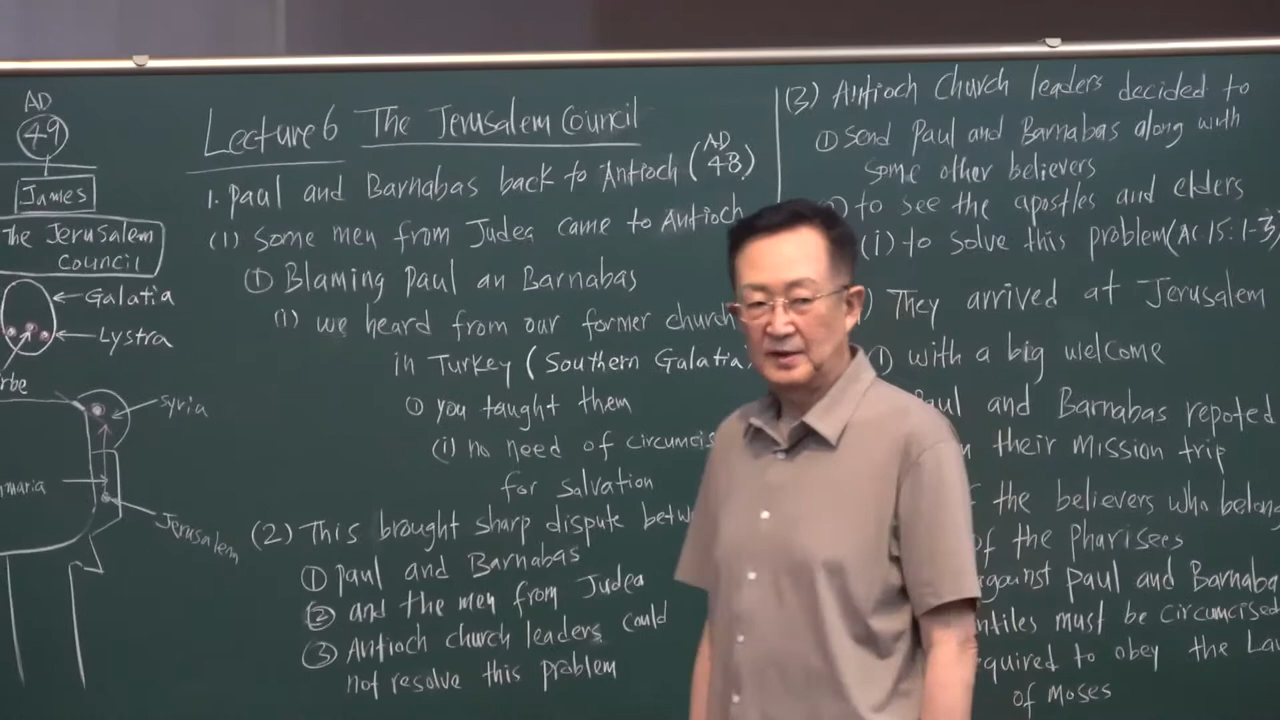 AD
49
James
The Jerusalem
Council
Galatia
Lystra
rbe
Syria
maria
Jerusalem
Lecture 6 The Jerusalem Council
1. Paul and Barnabas back to Antioch (AD 48)
(1) Some men from Judea came to Antioch
① Blaming Paul an Barnabas
(i) we heard from our former church
in Turkey (Southern Galatia
① you taught them
(i) no need of circumcis
for salvation
(2) This brought sharp dispute betw
① Paul and Barnabas
② and the men from Judea
③ Antioch church leaders could
not resolve this problem
(3) Antioch Church leaders decided to
① send Paul and Barnabas along with
some other believers
to see the apostles and elders
(i) to solve this problem (AC 15:1-3)
) They arrived at Jerusalem
① with a big welcome
Paul and Barnabas repoted
n their mission trip
f the believers who belong
of the Pharisees
against Paul and Barnaba
ntiles must be circumcised
quired to obey the Law
of Moses